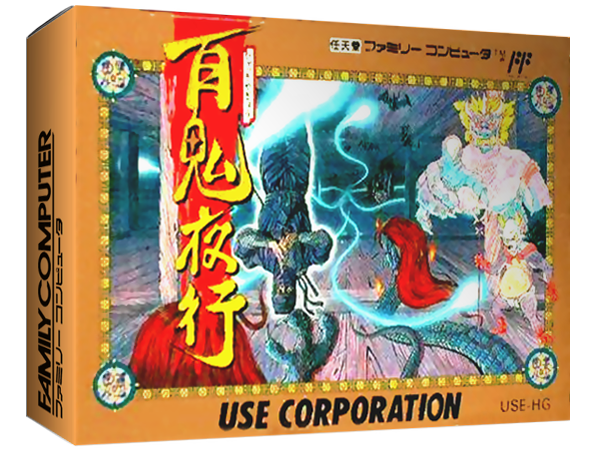 任天堂 ファミリー コンピュータ TM
百鬼夜行
USE CORPORATION
USE-HG
FAMILY COMPUTER
ファミリー コンピュータ